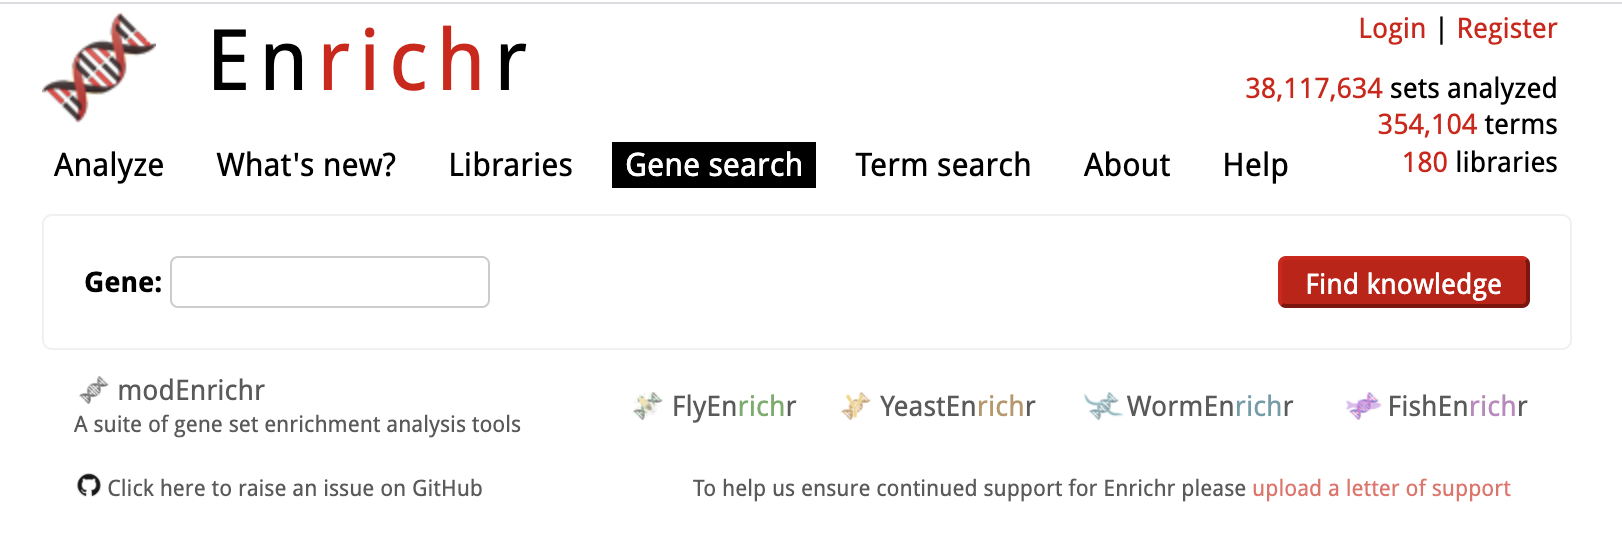 Enrichr
Login | Register
38,117,634 sets analyzed
354,104 terms
180 libraries
Analyze What's new? Libraries Gene search Term search About Help
Gene:
Find knowledge
modEnrichr
A suite of gene set enrichment analysis tools
FlyEnrichr YeastEnrichr WormEnrichr FishEnrichr
Click here to raise an issue on GitHub
To help us ensure continued support for Enrichr please upload a letter of support